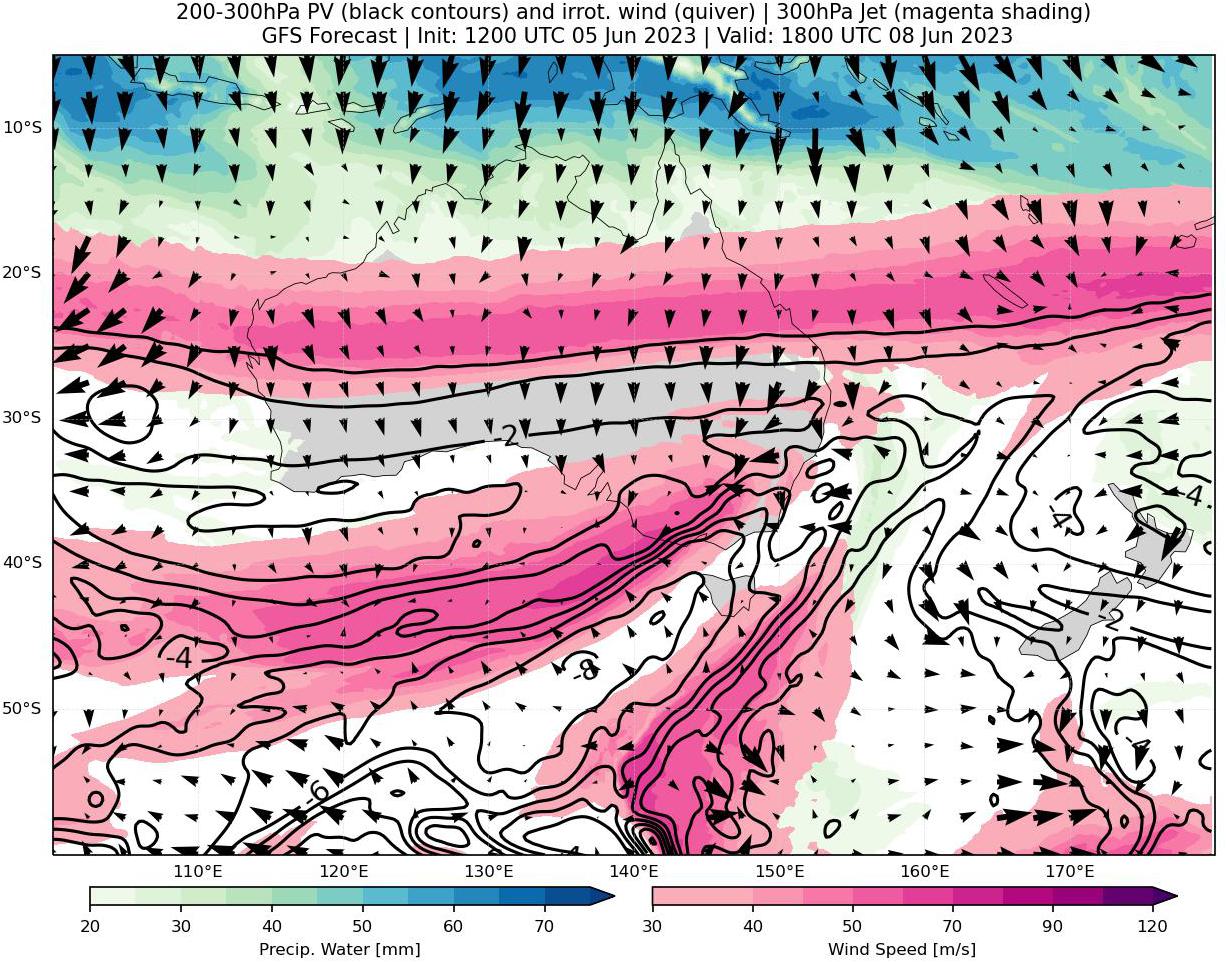 200-300hPa PV (black contours) and irrot. wind (quiver) | 300hPa Jet (magenta shading)
GFS Forecast | Init: 1200 UTC 05 Jun 2023 | Valid: 1800 UTC 08 Jun 2023
10°S
20°S
30°S
40°S
50°S
-2
-4
-4
-4
-8
-6
110°E
120°E
130°E
140°E
150°E
160°E
170°E
20
30
40
50
60
70
Precip. Water [mm]
30
40
50
70
90
120
Wind Speed [m/s]